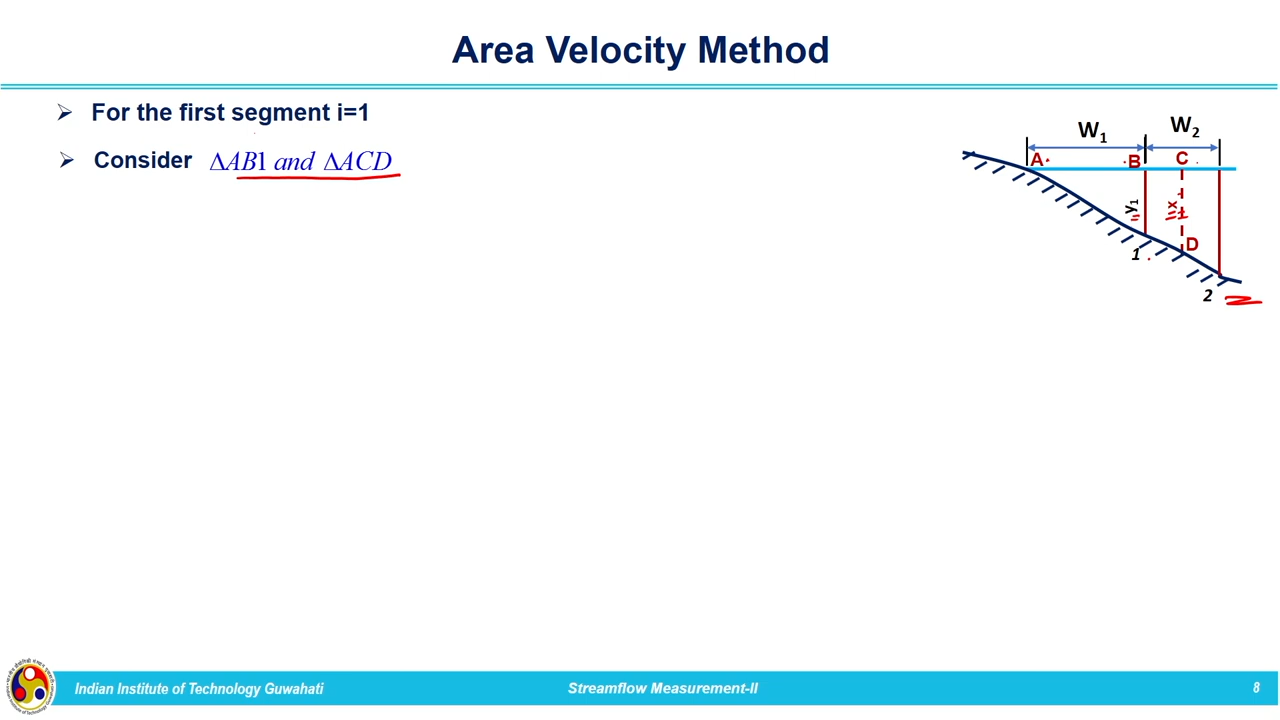 Area Velocity Method
➢ For the first segment i=1
➢ Consider ΔAB1 and ΔACD
W₁ W₂
A B C
y₁ x
D
1
2
Indian Institute of Technology Guwahati Streamflow Measurement-II 8